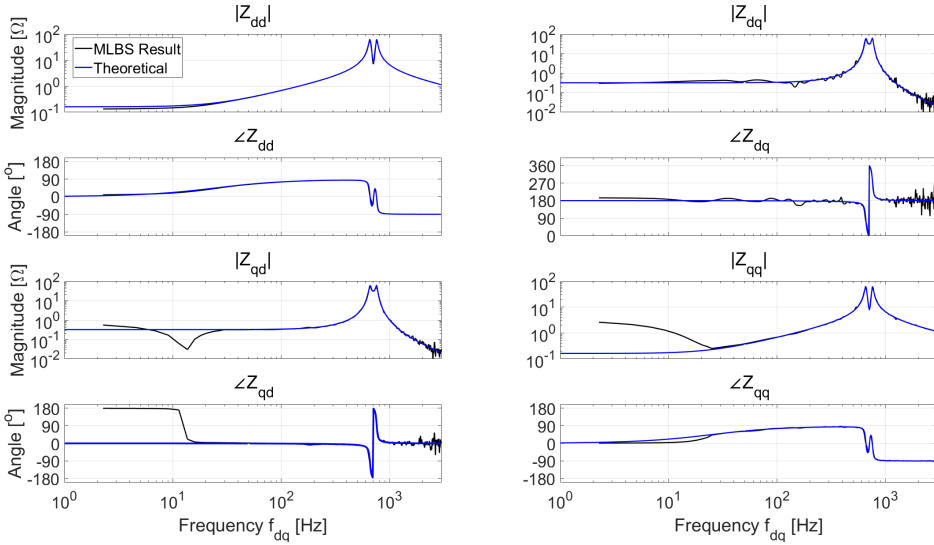 |Z_dd|
Magnitude [Ω]
10^2
10^1
10^0
10^-1
MLBS Result
Theoretical
|Z_dq|
10^2
10^1
10^0
10^-1
10^-2
∠Z_dd
Angle [°]
180
90
0
-90
-180
∠Z_dq
360
270
180
90
0
|Z_qd|
Magnitude [Ω]
10^2
10^1
10^0
10^-1
10^-2
|Z_qq|
10^2
10^1
10^0
10^-1
∠Z_qd
Angle [°]
180
90
0
-90
-180
10^0 10^1 10^2 10^3
Frequency f_dq [Hz]
∠Z_qq
180
90
0
-90
-180
10^0 10^1 10^2 10^3
Frequency f_dq [Hz]